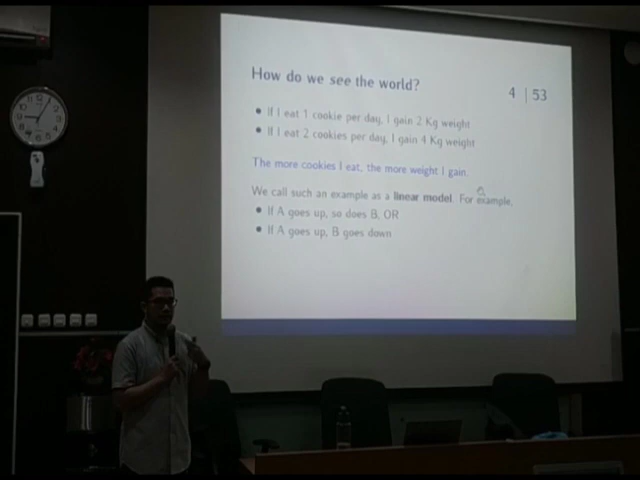 How do we see the world?
4 | 53
• If I eat 1 cookie per day, I gain 2 Kg weight
• If I eat 2 cookies per day, I gain 4 Kg weight
The more cookies I eat, the more weight I gain.
We call such an example as a linear model. For example,
• If A goes up, so does B, OR
• If A goes up, B goes down